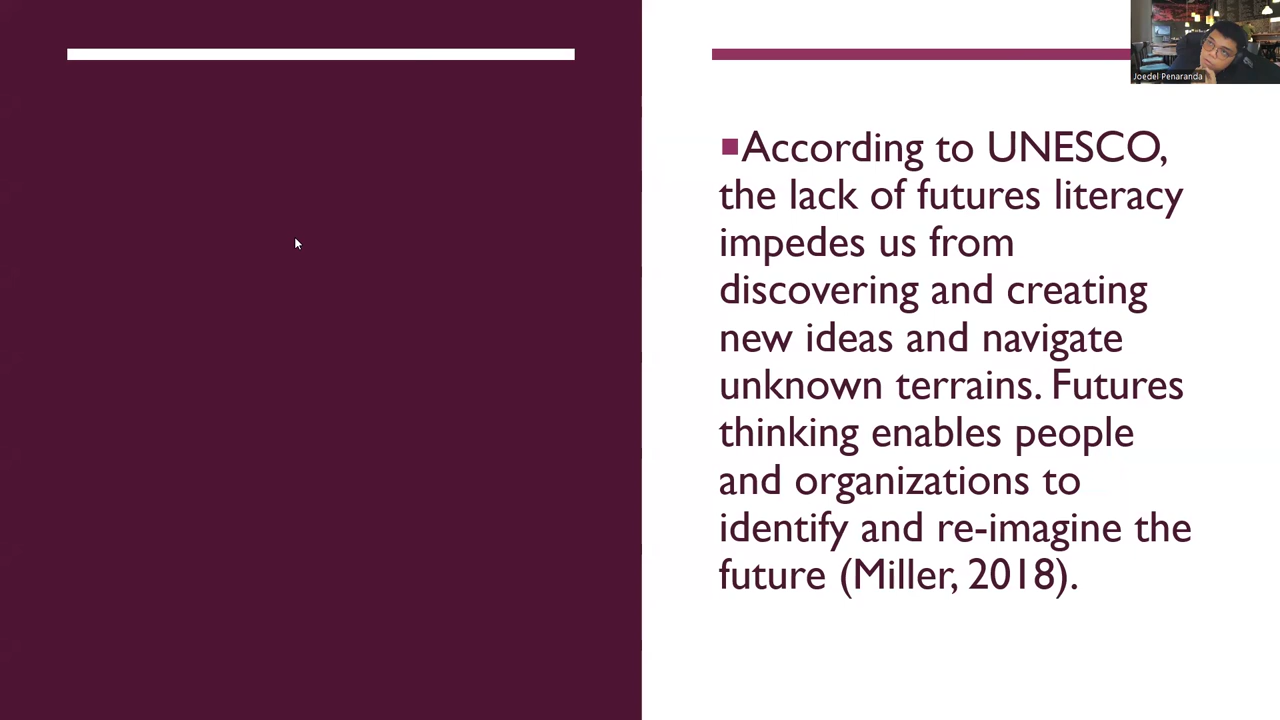 Joedel Penaranda
According to UNESCO,
the lack of futures literacy
impedes us from
discovering and creating
new ideas and navigate
unknown terrains. Futures
thinking enables people
and organizations to
identify and re-imagine the
future (Miller, 2018).